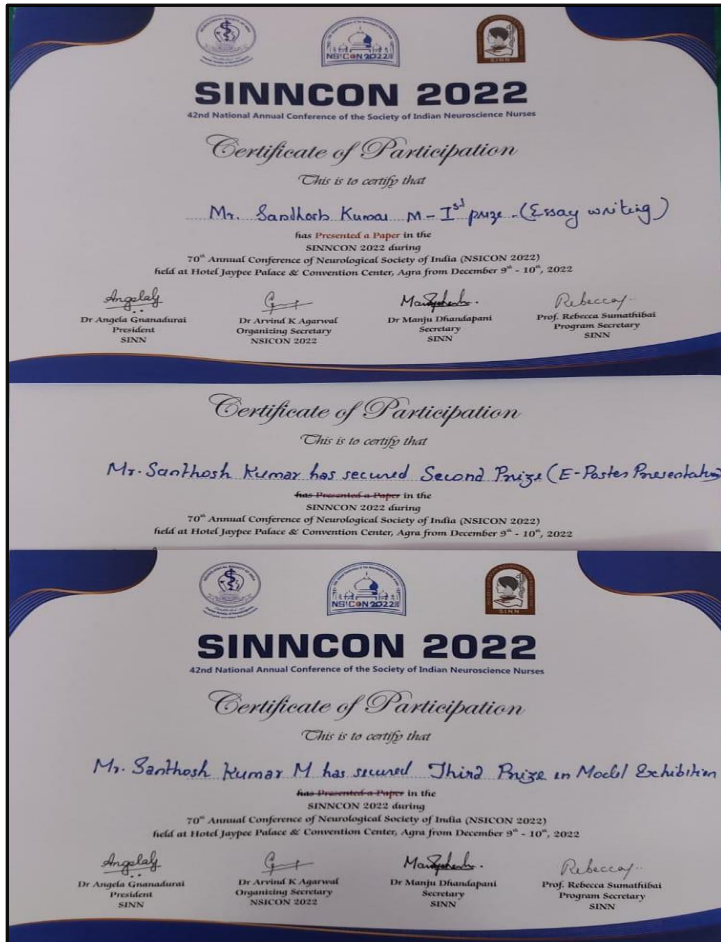 NSICON 2022
SINN
SINNCON 2022
42nd National Annual Conference of the Society of Indian Neuroscience Nurses
Certificate of Participation
This is to certify that
Mr. Santhosh Kumar M - Ist prize - (Essay writing)
has Presented a Paper in the
SINNCON 2022 during
70th Annual Conference of Neurological Society of India (NSICON 2022)
held at Hotel Jaypee Palace & Convention Center, Agra from December 9th - 10th, 2022
Angelaf Rebecca
Dr Angela Gnanadurai Dr Arvind K Agarwal Dr Manju Dhandapani Prof. Rebecca Sumathibai
President Organizing Secretary Secretary Program Secretary
SINN NSICON 2022 SINN SINN
Certificate of Participation
This is to certify that
Mr. Santhosh Kumar has secured Second Prize (E-Poster Presentation
has Presented a Paper in the
SINNCON 2022 during
70th Annual Conference of Neurological Society of India (NSICON 2022)
held at Hotel Jaypee Palace & Convention Center, Agra from December 9th - 10th, 2022
NSICON 2022
SINN
SINNCON 2022
42nd National Annual Conference of the Society of Indian Neuroscience Nurses
Certificate of Participation
This is to certify that
Mr. Santhosh Kumar M has secured Third Prize in Model Exhibition
has Presented a Paper in the
SINNCON 2022 during
70th Annual Conference of Neurological Society of India (NSICON 2022)
held at Hotel Jaypee Palace & Convention Center, Agra from December 9th - 10th, 2022
Angelaf Rebecca
Dr Angela Gnanadurai Dr Arvind K Agarwal Dr Manju Dhandapani Prof. Rebecca Sumathibai
President Organizing Secretary Secretary Program Secretary
SINN NSICON 2022 SINN SINN